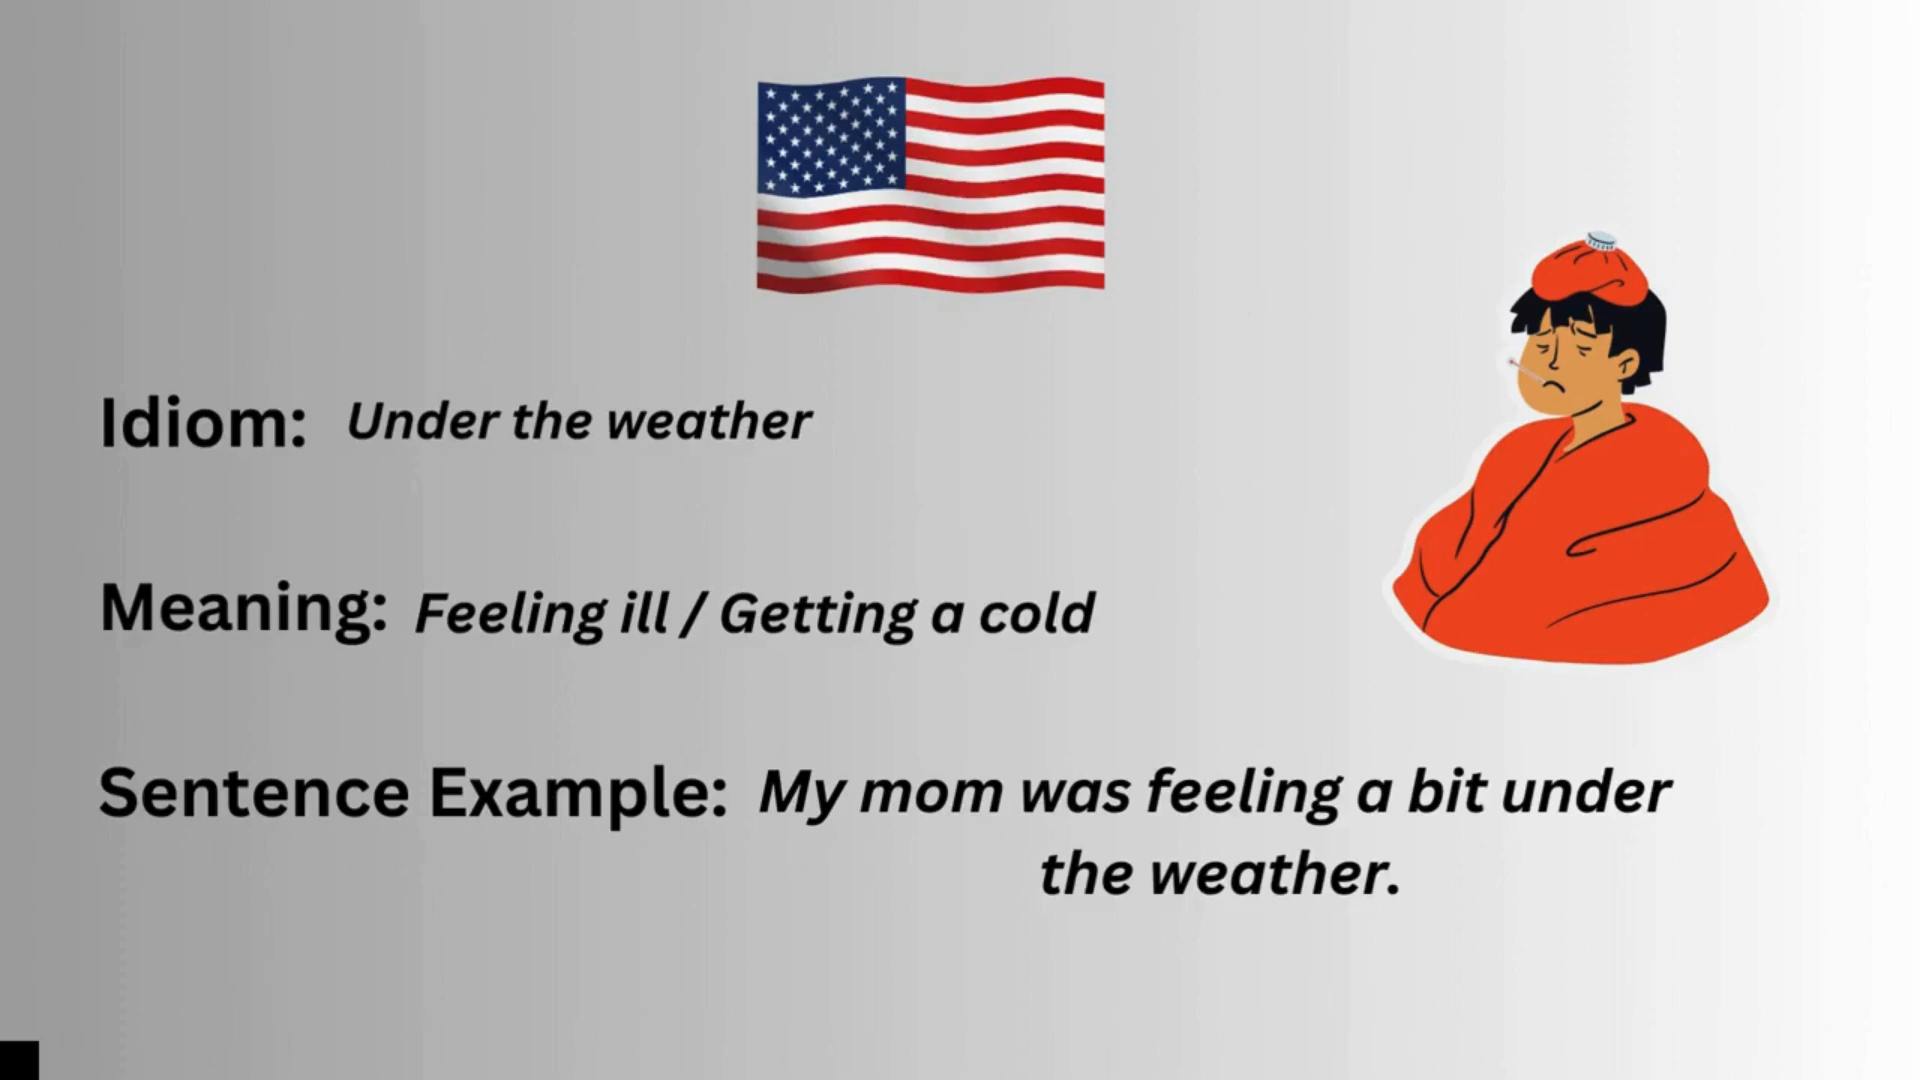 Idiom: Under the weather
Meaning: Feeling ill / Getting a cold
Sentence Example: My mom was feeling a bit under
the weather.